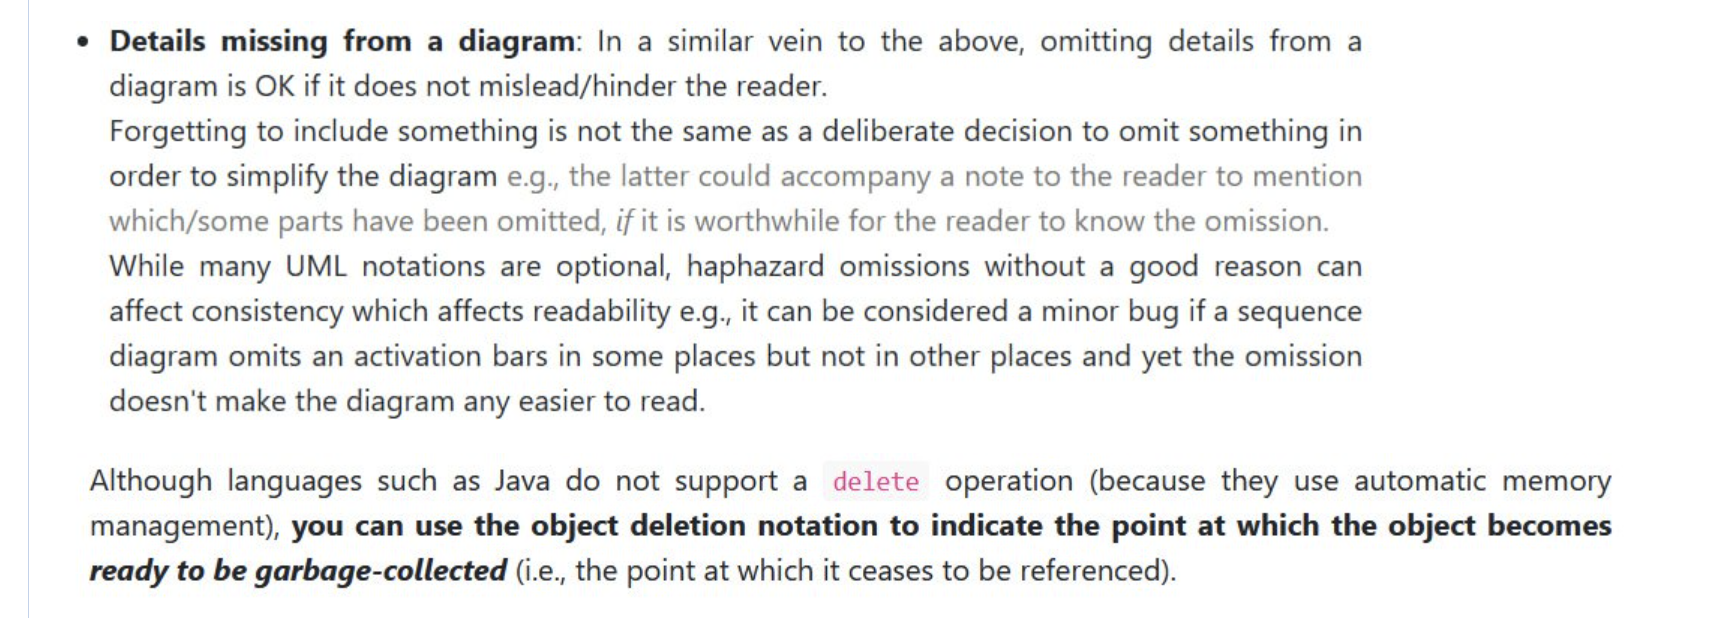 • Details missing from a diagram: In a similar vein to the above, omitting details from a
diagram is OK if it does not mislead/hinder the reader.
Forgetting to include something is not the same as a deliberate decision to omit something in
order to simplify the diagram e.g., the latter could accompany a note to the reader to mention
which/some parts have been omitted, if it is worthwhile for the reader to know the omission.
While many UML notations are optional, haphazard omissions without a good reason can
affect consistency which affects readability e.g., it can be considered a minor bug if a sequence
diagram omits an activation bars in some places but not in other places and yet the omission
doesn't make the diagram any easier to read.
Although languages such as Java do not support a delete operation (because they use automatic memory
management), you can use the object deletion notation to indicate the point at which the object becomes
ready to be garbage-collected (i.e., the point at which it ceases to be referenced).